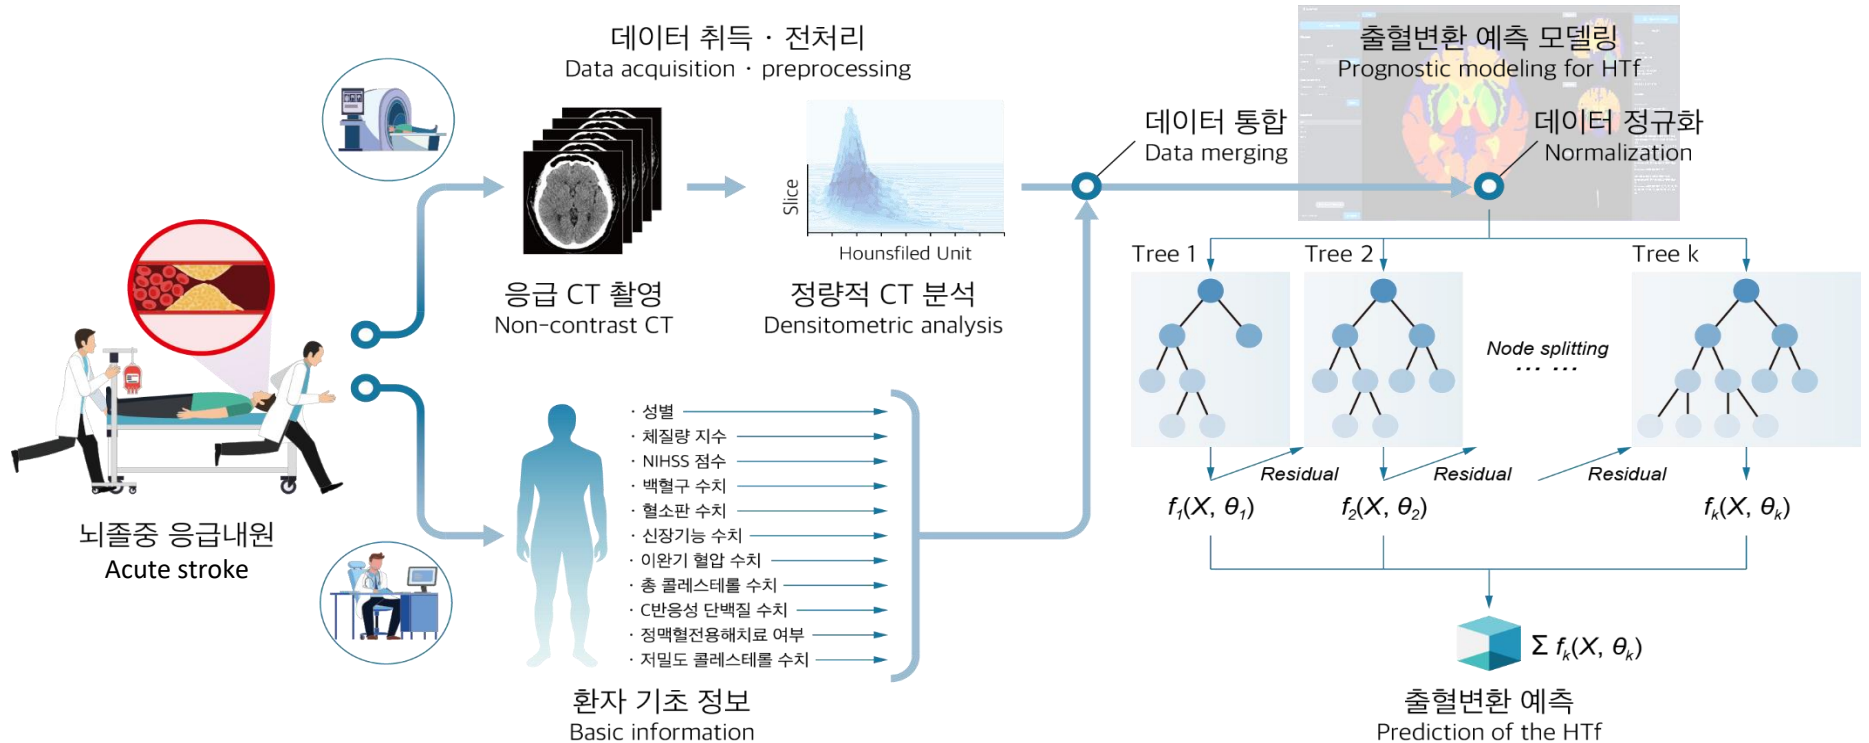 데이터 취득 · 전처리
Data acquisition · preprocessing
출혈변환 예측 모델링
Prognostic modeling for HTf
데이터 통합
Data merging
데이터 정규화
Normalization
Slice
Hounsfiled Unit
응급 CT 촬영
Non-contrast CT
정량적 CT 분석
Densitometric analysis
Tree 1
Tree 2
Tree k
Node splitting
... ...
Residual
Residual
Residual
f1(X, θ1)
f2(X, θ2)
fk(X, θk)
뇌졸중 응급내원
Acute stroke
· 성별
· 체질량 지수
· NIHSS 점수
· 백혈구 수치
· 혈소판 수치
· 신장기능 수치
· 이완기 혈압 수치
· 총 콜레스테롤 수치
· C반응성 단백질 수치
· 정맥혈전용해치료 여부
· 저밀도 콜레스테롤 수치
환자 기초 정보
Basic information
Σ fk(X, θk)
출혈변환 예측
Prediction of the HTf